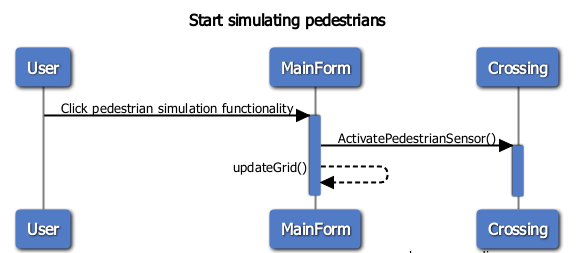 Start simulating pedestrians
User
MainForm
Crossing
Click pedestrian simulation functionality
ActivatePedestrianSensor()
updateGrid()
User
MainForm
Crossing